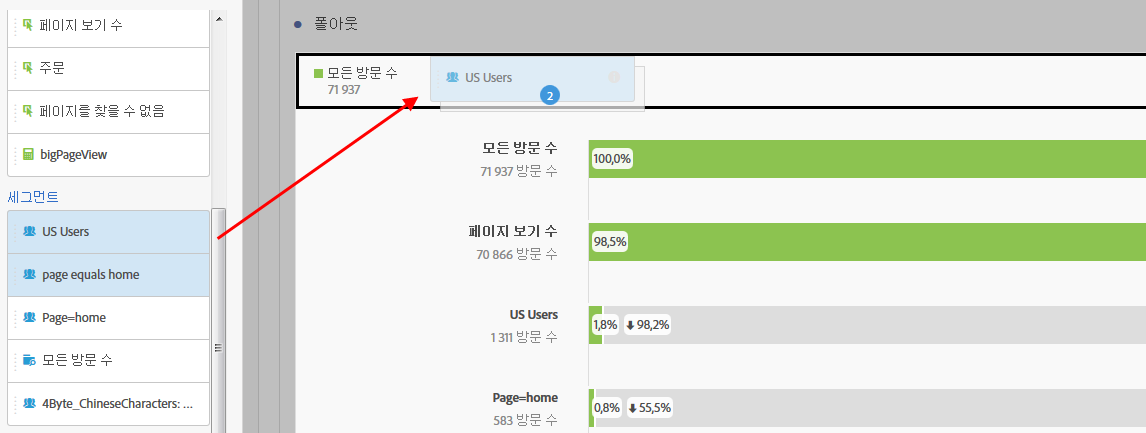 페이지 보기 수
주문
페이지를 찾을 수 없음
bigPageView
세그먼트
US Users
page equals home
Page=home
모든 방문 수
4Byte_ChineseCharacters: ...
폴아웃
모든 방문 수
71 937
US Users
2
모든 방문 수
71 937 방문 수
100,0%
페이지 보기 수
70 866 방문 수
98,5%
US Users
1 311 방문 수
1,8% 98,2%
Page=home
583 방문 수
0,8% 55,5%